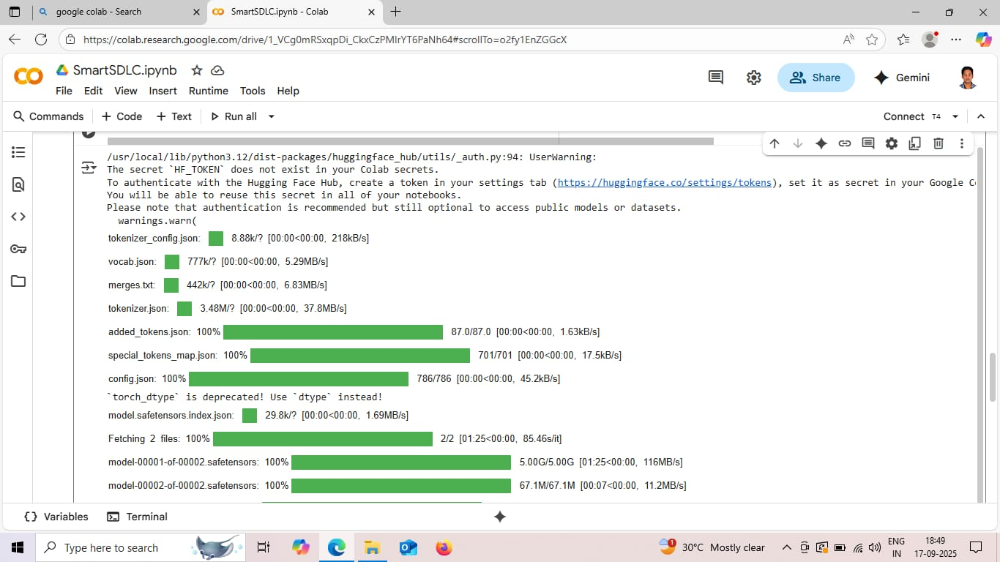 google colab - Search
SmartSDLC.ipynb - Colab
https://colab.research.google.com/drive/1_VCg0mRSxqpDi_CkxCzPMIrYT6PaNh64#scrollTo=o2fy1EnZGGcX
SmartSDLC.ipynb
File Edit View Insert Runtime Tools Help
Share
Gemini
Commands + Code + Text Run all
Connect T4
/usr/local/lib/python3.12/dist-packages/huggingface_hub/utils/_auth.py:94: UserWarning:
The secret `HF_TOKEN` does not exist in your Colab secrets.
To authenticate with the Hugging Face Hub, create a token in your settings tab (https://huggingface.co/settings/tokens), set it as secret in your Google Co
You will be able to reuse this secret in all of your notebooks.
Please note that authentication is recommended but still optional to access public models or datasets.
warnings.warn(
tokenizer_config.json: 8.88k/? [00:00<00:00, 218kB/s]
vocab.json: 777k/? [00:00<00:00, 5.29MB/s]
merges.txt: 442k/? [00:00<00:00, 6.83MB/s]
tokenizer.json: 3.48M/? [00:00<00:00, 37.8MB/s]
added_tokens.json: 100% 87.0/87.0 [00:00<00:00, 1.63kB/s]
special_tokens_map.json: 100% 701/701 [00:00<00:00, 17.5kB/s]
config.json: 100% 786/786 [00:00<00:00, 45.2kB/s]
`torch_dtype` is deprecated! Use `dtype` instead!
model.safetensors.index.json: 29.8k/? [00:00<00:00, 1.69MB/s]
Fetching 2 files: 100% 2/2 [01:25<00:00, 85.46s/it]
model-00001-of-00002.safetensors: 100% 5.00G/5.00G [01:25<00:00, 116MB/s]
model-00002-of-00002.safetensors: 100% 67.1M/67.1M [00:07<00:00, 11.2MB/s]
Variables Terminal
Type here to search
1
30°C Mostly clear
ENG
IN
18:49
17-09-2025